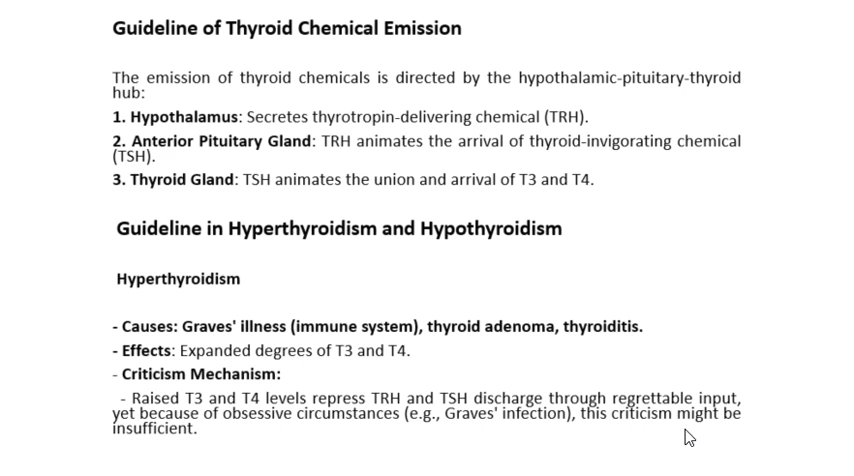 Guideline of Thyroid Chemical Emission
The emission of thyroid chemicals is directed by the hypothalamic-pituitary-thyroid
hub:
1. Hypothalamus: Secretes thyrotropin-delivering chemical (TRH).
2. Anterior Pituitary Gland: TRH animates the arrival of thyroid-invigorating chemical
(TSH).
3. Thyroid Gland: TSH animates the union and arrival of T3 and T4.
Guideline in Hyperthyroidism and Hypothyroidism
Hyperthyroidism
- Causes: Graves' illness (immune system), thyroid adenoma, thyroiditis.
- Effects: Expanded degrees of T3 and T4.
- Criticism Mechanism:
- Raised T3 and T4 levels repress TRH and TSH discharge through regrettable input,
yet because of obsessive circumstances (e.g., Graves' infection), this criticism might be
insufficient.